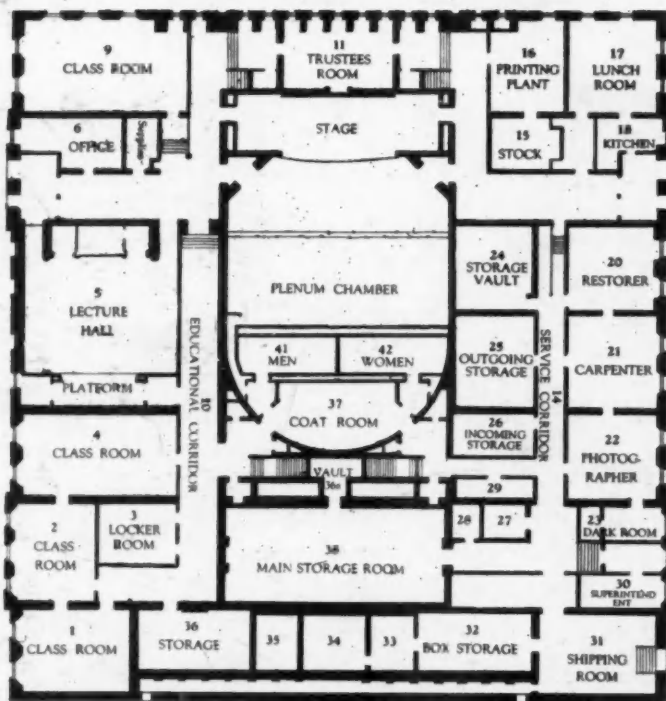 9
CLASS ROOM
11
TRUSTEES
ROOM
16
PRINTING
PLANT
17
LUNCH
ROOM
6
OFFICE
STAGE
15
STOCK
18
KITCHEN
5
LECTURE
HALL
PLATFORM
EDUCATIONAL CORRIDOR
10
PLENUM CHAMBER
24
STORAGE
VAULT
20
RESTORER
41
MEN
42
WOMEN
25
OUTGOING
STORAGE
SERVICE CORRIDOR
14
21
CARPENTER
4
CLASS ROOM
37
COAT ROOM
26
INCOMING
STORAGE
22
PHOTOG-
RAPHER
VAULT
36a
29
2
CLASS
ROOM
3
LOCKER
ROOM
38
MAIN STORAGE ROOM
28
27
23
DARK ROOM
30
SUPERINTEND
ENT
1
CLASS ROOM
36
STORAGE
35
34
33
32
BOX STORAGE
31
SHIPPING
ROOM